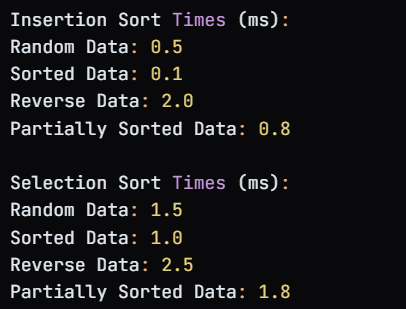 Insertion Sort Times (ms):
Random Data: 0.5
Sorted Data: 0.1
Reverse Data: 2.0
Partially Sorted Data: 0.8
Selection Sort Times (ms):
Random Data: 1.5
Sorted Data: 1.0
Reverse Data: 2.5
Partially Sorted Data: 1.8